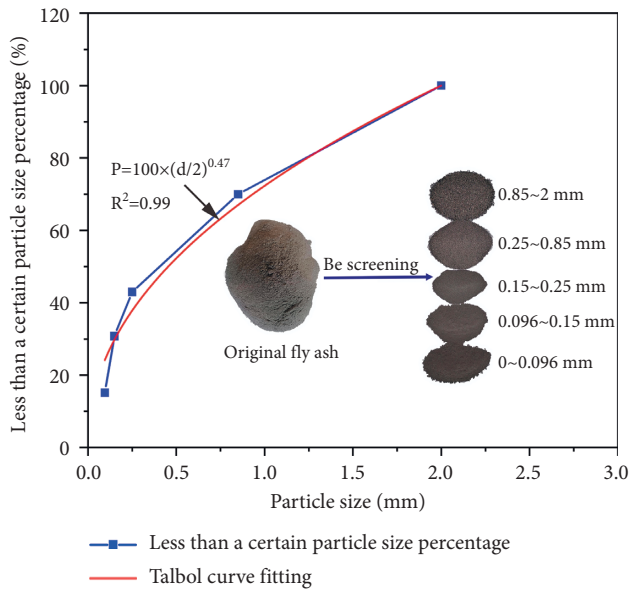 120
100
80
60
40
20
0
Less than a certain particle size percentage (%)
P=100×(d/2)^0.47
R²=0.99
Original fly ash
Be screening
0.85~2 mm
0.25~0.85 mm
0.15~0.25 mm
0.096~0.15 mm
0~0.096 mm
0.0 0.5 1.0 1.5 2.0 2.5 3.0
Particle size (mm)
Less than a certain particle size percentage
Talbol curve fitting